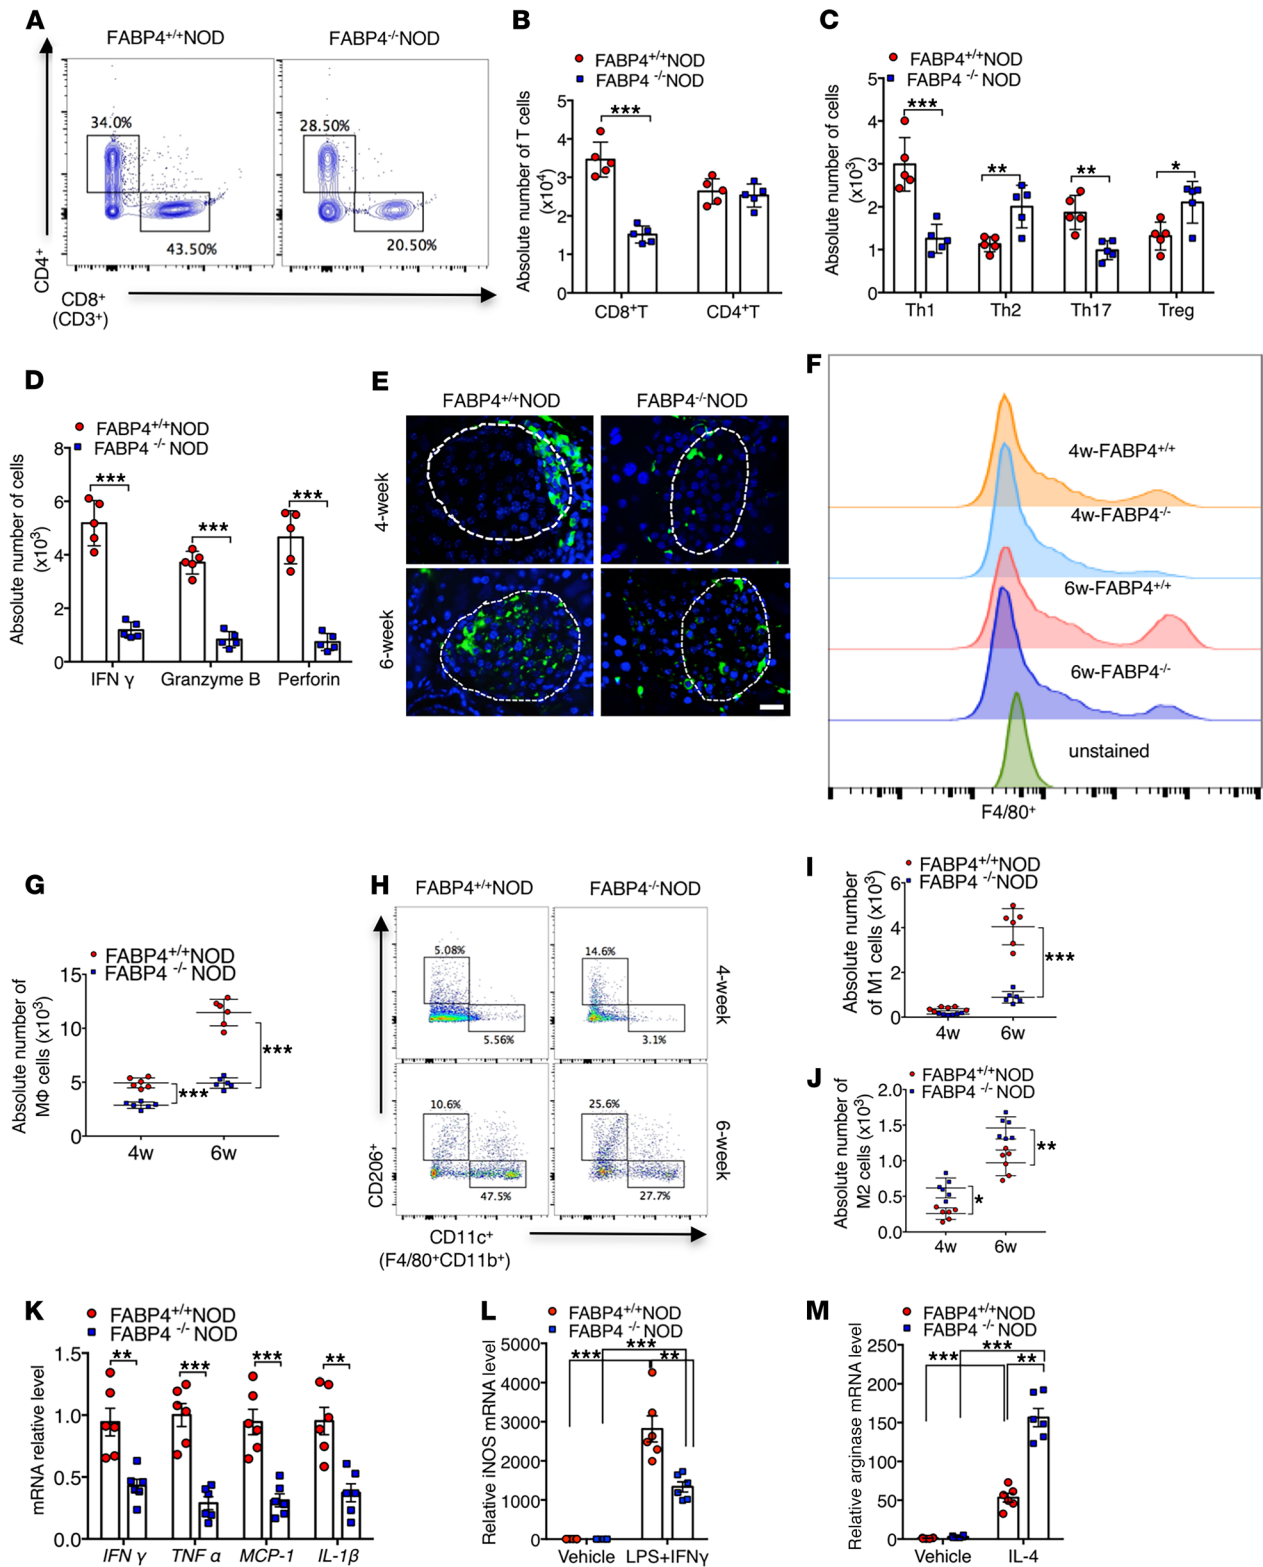 A
FABP4+/+NOD
FABP4-/-NOD
34.0%
43.50%
28.50%
20.50%
CD4+
CD8+
(CD3+)
B
FABP4+/+NOD
FABP4 -/-NOD
Absolute number of T cells
(x10⁴)
5
4
3
2
1
0
***
CD8+T
CD4+T
C
FABP4+/+NOD
FABP4 -/-NOD
Absolute number of cells
(x10³)
5
4
3
2
1
0
***
**
**
*
Th1
Th2
Th17
Treg
D
FABP4+/+NOD
FABP4 -/-NOD
Absolute number of cells
(x10³)
8
6
4
2
0
***
***
***
IFN γ
Granzyme B
Perforin
E
FABP4+/+NOD
FABP4-/-NOD
4-week
6-week
F
4w-FABP4+/+
4w-FABP4-/-
6w-FABP4+/+
6w-FABP4-/-
unstained
F4/80+
G
FABP4+/+NOD
FABP4 -/-NOD
Absolute number of
MΦ cells (x10³)
15
10
5
0
***
***
4w
6w
H
FABP4+/+NOD
FABP4-/-NOD
5.08%
5.56%
14.6%
3.1%
4-week
10.6%
47.5%
25.6%
27.7%
6-week
CD206+
CD11c+
(F4/80+CD11b+)
I
FABP4+/+NOD
FABP4 -/-NOD
Absolute number
of M1 cells (x10³)
6
4
2
0
***
4w
6w
J
FABP4+/+NOD
FABP4 -/-NOD
Absolute number of
M2 cells (x10³)
2.0
1.5
1.0
0.5
0.0
*
**
4w
6w
K
FABP4+/+NOD
FABP4 -/-NOD
mRNA relative level
1.5
1.0
0.5
0.0
**
***
***
**
IFN γ
TNF α
MCP-1
IL-1β
L
FABP4+/+NOD
FABP4 -/-NOD
Relative iNOS mRNA level
5000
4000
3000
2000
1000
0
***
***
**
Vehicle
LPS+IFNγ
M
FABP4+/+NOD
FABP4 -/-NOD
Relative arginase mRNA level
250
200
150
100
50
0
***
***
**
Vehicle
IL-4